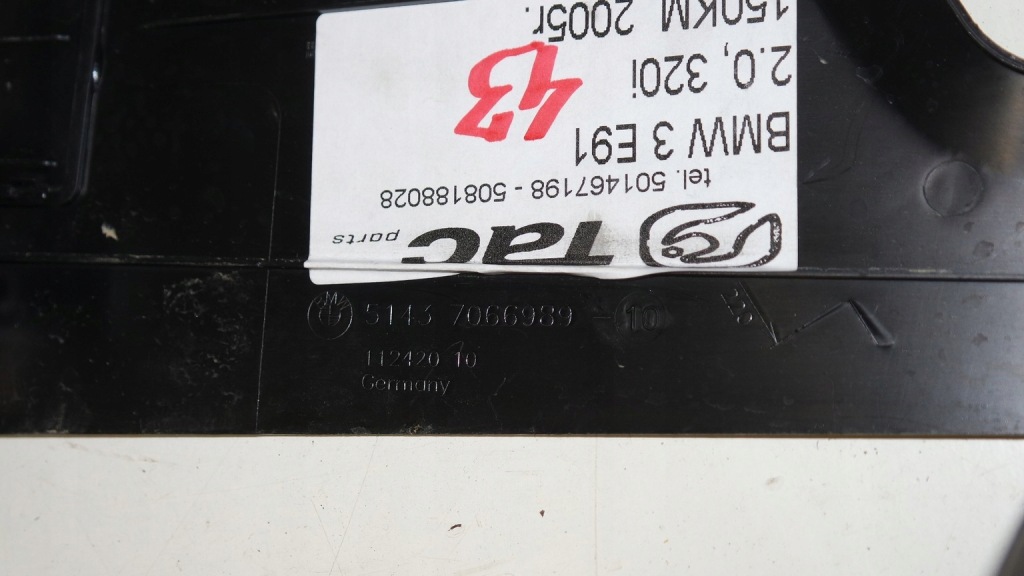 Tac parts
tel. 501467198 - 508188028
BMW 3 E91
2.0, 320i
150KM 2005r.
43
5143 7066989 - 10
112420 10
Germany